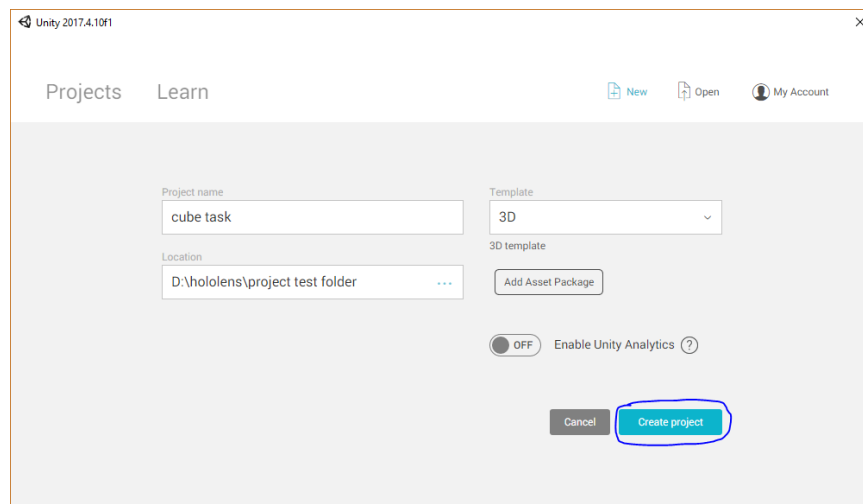 Unity 2017.4.10f1
Projects Learn New Open My Account
Project name
cube task
Template
3D
3D template
Location
D:\hololens\project test folder
Add Asset Package
OFF Enable Unity Analytics ?
Cancel Create project